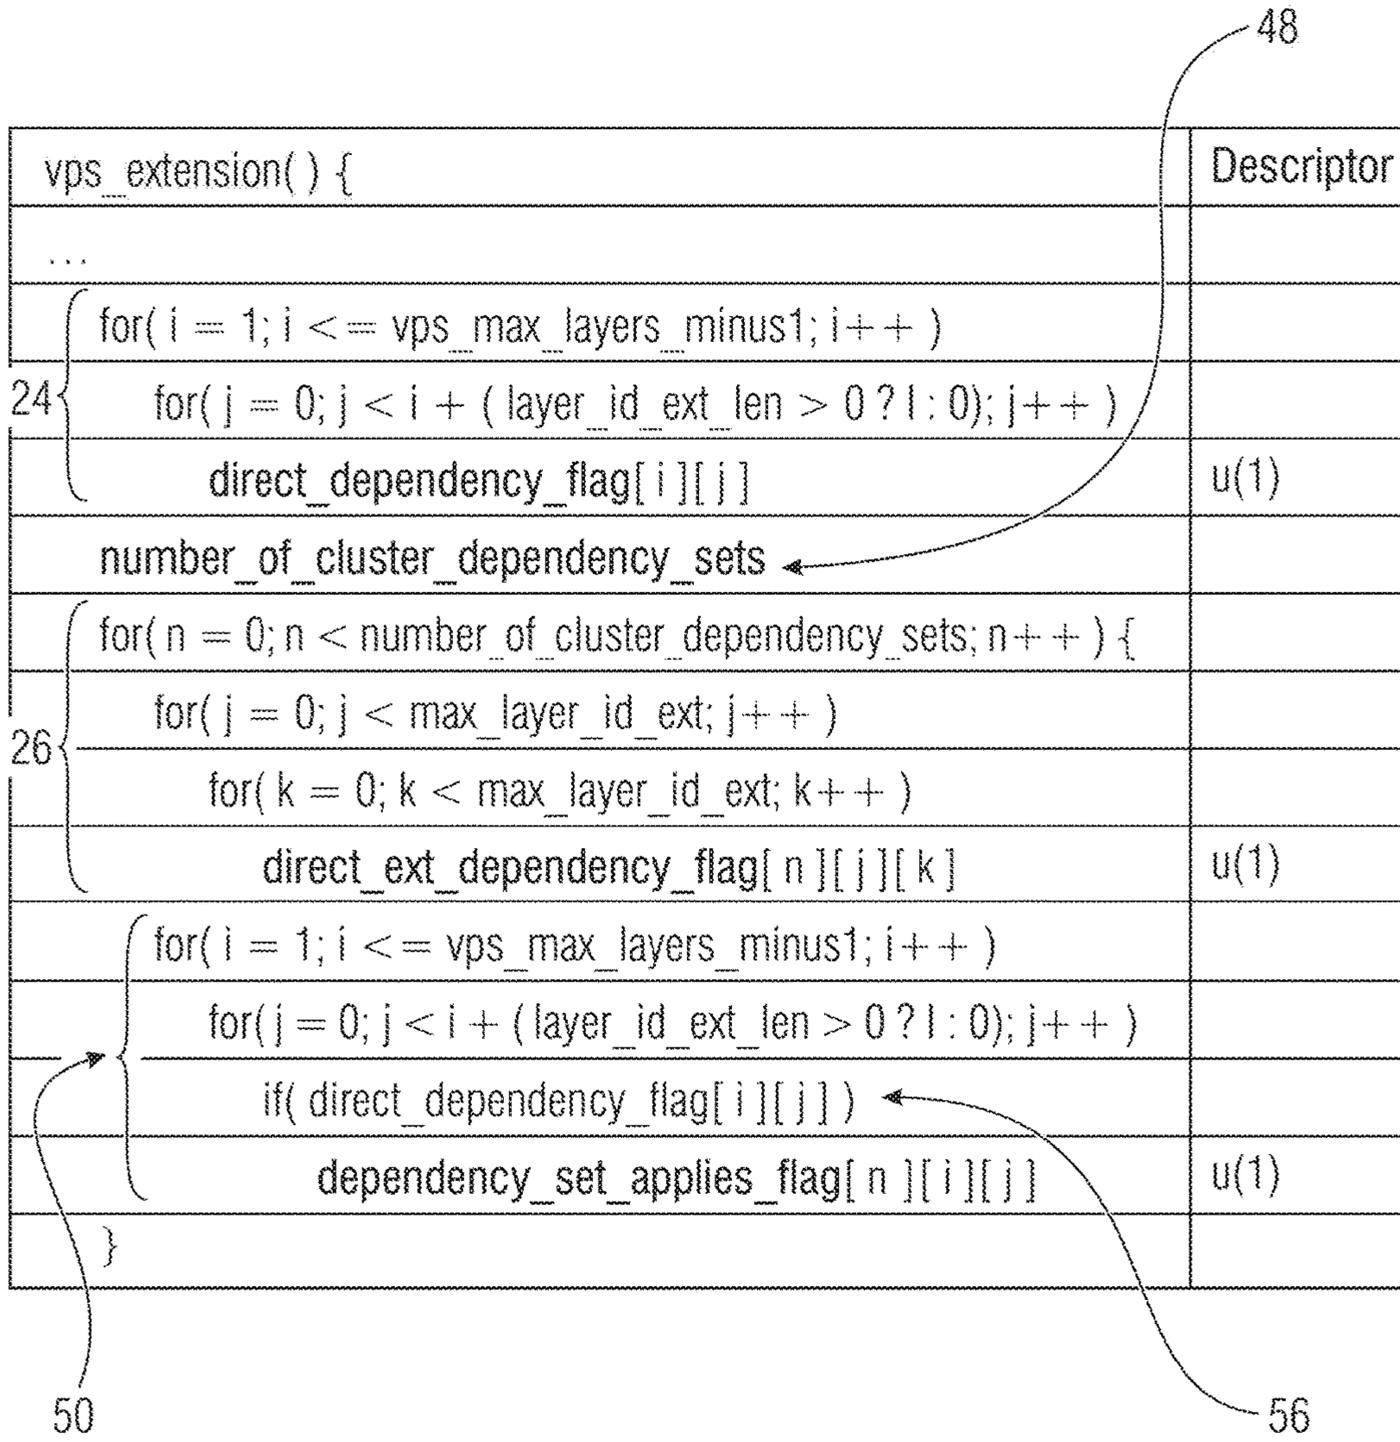 48
vps_extension( ) {
Descriptor
...
for( i = 1; i <= vps_max_layers_minus1; i++ )
24
for( j = 0; j < i + ( layer_id_ext_len > 0 ? l : 0); j++ )
direct_dependency_flag[ i ][ j ]
u(1)
number_of_cluster_dependency_sets
for( n = 0; n < number_of_cluster_dependency_sets; n++ ) {
for( j = 0; j < max_layer_id_ext; j++ )
26
for( k = 0; k < max_layer_id_ext; k++ )
direct_ext_dependency_flag[ n ][ j ][ k ]
u(1)
for( i = 1; i <= vps_max_layers_minus1; i++ )
for( j = 0; j < i + ( layer_id_ext_len > 0 ? l : 0); j++ )
if( direct_dependency_flag[ i ][ j ] )
dependency_set_applies_flag[ n ][ i ][ j ]
u(1)
}
50
56